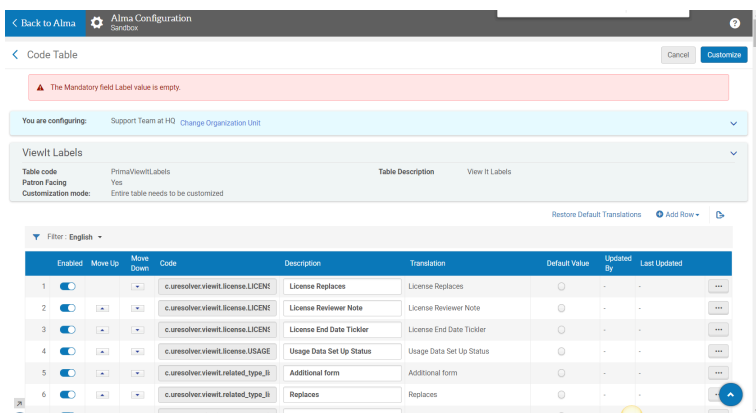 Back to Alma
Alma Configuration
Sandbox
Code Table
Cancel
Customize
The Mandatory field Label value is empty.
You are configuring: Support Team at HQ Change Organization Unit
ViewIt Labels
Table code PrimaViewItLabels Table Description View It Labels
Patron Facing Yes
Customization mode: Entire table needs to be customized
Restore Default Translations Add Row
Filter : English
Enabled Move Up Move Down Code Description Translation Default Value Updated By Last Updated
1 c.uresolver.viewit.license.LICENS License Replaces License Replaces - -
2 c.uresolver.viewit.license.LICENS License Reviewer Note License Reviewer Note - -
3 c.uresolver.viewit.license.LICENS License End Date Tickler License End Date Tickler - -
4 c.uresolver.viewit.license.USAGE Usage Data Set Up Status Usage Data Set Up Status - -
5 c.uresolver.viewit.related_type_li Additional form Additional form - -
6 c.uresolver.viewit.related_type_li Replaces Replaces - -